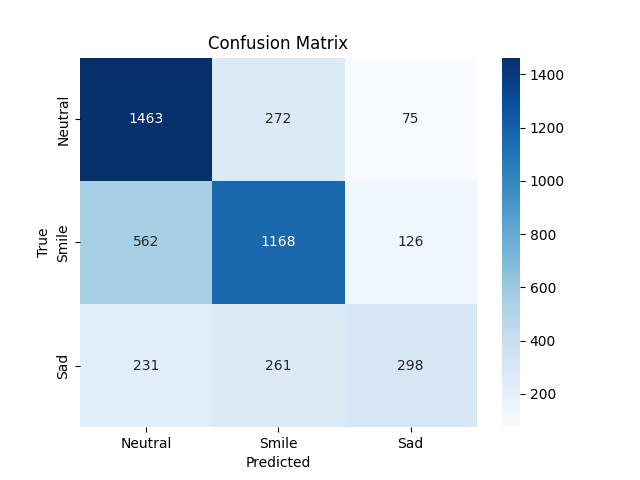 Confusion Matrix
True
Neutral
1463 272 75
Smile
562 1168 126
Sad
231 261 298
Neutral Smile Sad
Predicted
1400
1200
1000
800
600
400
200